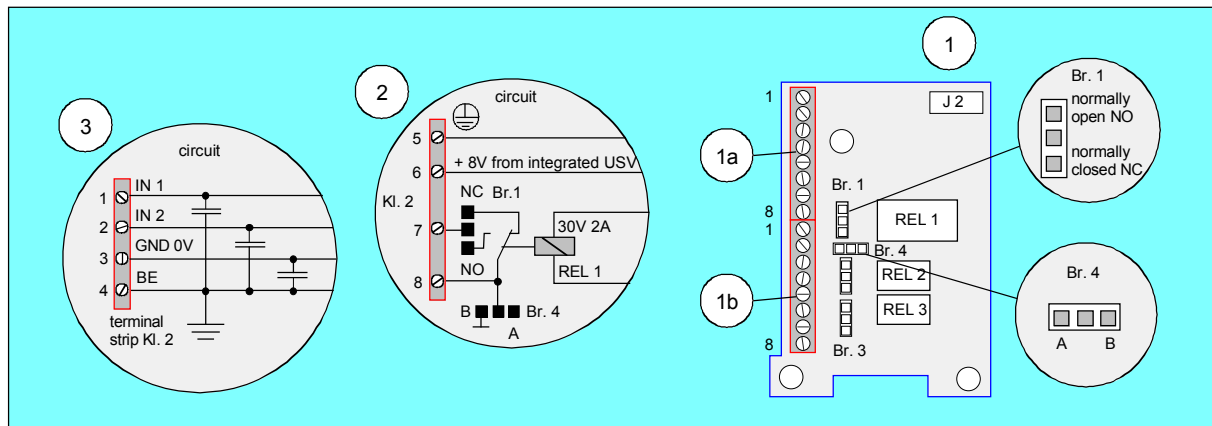 3
circuit
1
IN 1
2
IN 2
3
GND 0V
4
BE
terminal
strip Kl. 2
2
circuit
5
6
+ 8V from integrated USV
Kl. 2
NC Br.1
7
30V 2A
NO
REL 1
8
B
Br. 4
A
1
1
J 2
1a
Br. 1
8
REL 1
1
Br. 4
REL 2
1b
REL 3
8
Br. 3
Br. 1
normally
open NO
normally
closed NC
Br. 4
A B